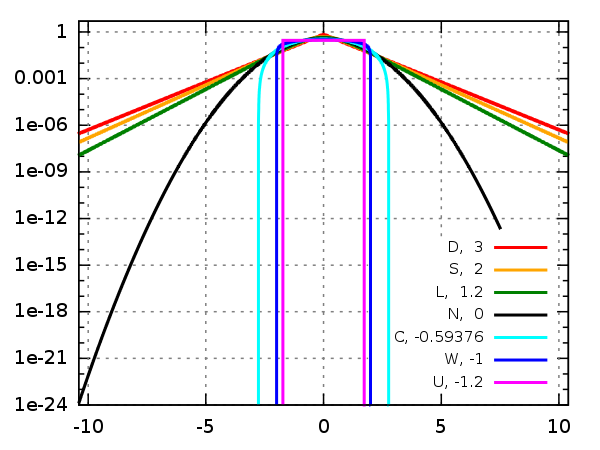 1
0.001
1e-06
1e-09
1e-12
1e-15
1e-18
1e-21
1e-24
-10 -5 0 5 10
D, 3
S, 2
L, 1.2
N, 0
C, -0.59376
W, -1
U, -1.2